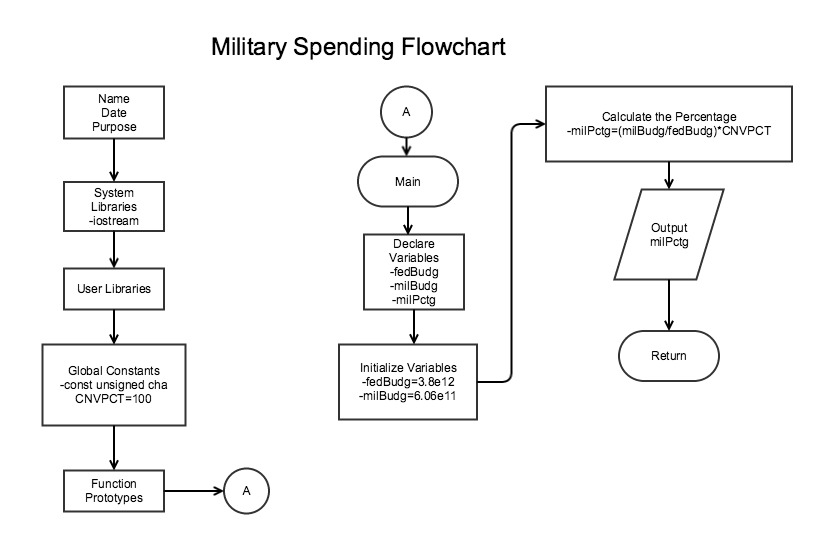 Military Spending Flowchart
Name
Date
Purpose
System
Libraries
-iostream
User Libraries
Global Constants
-const unsigned cha
CNVPCT=100
Function
Prototypes
A
A
Main
Declare
Variables
-fedBudg
-milBudg
-milPctg
Initialize Variables
-fedBudg=3.8e12
-milBudg=6.06e11
Calculate the Percentage
-milPctg=(milBudg/fedBudg)*CNVPCT
Output
milPctg
Return